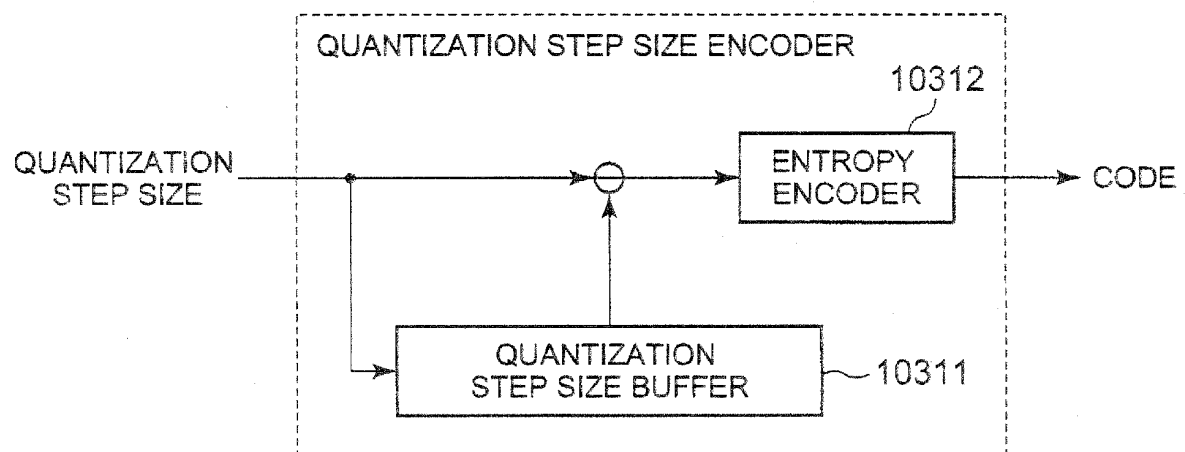 QUANTIZATION STEP SIZE ENCODER
10312
QUANTIZATION
STEP SIZE
ENTROPY
ENCODER
CODE
QUANTIZATION
STEP SIZE BUFFER
10311